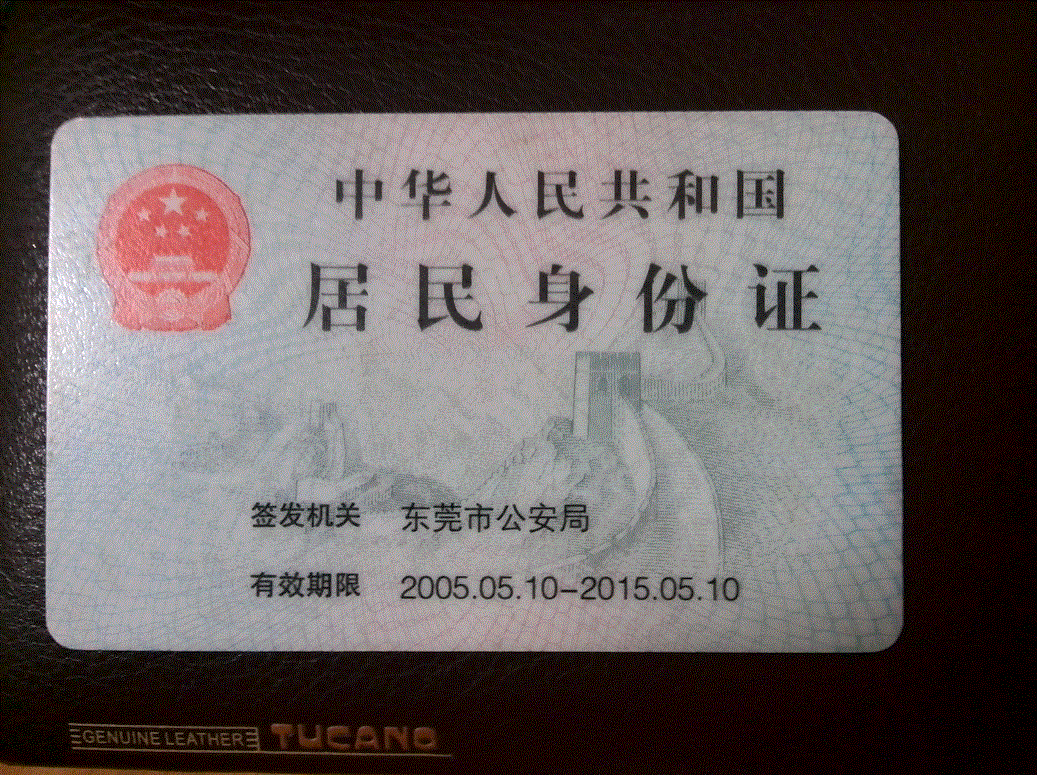 中华人民共和国
居民身份证
签发机关 东莞市公安局
有效期限 2005.05.10-2015.05.10
GENUINE LEATHER TUCANO